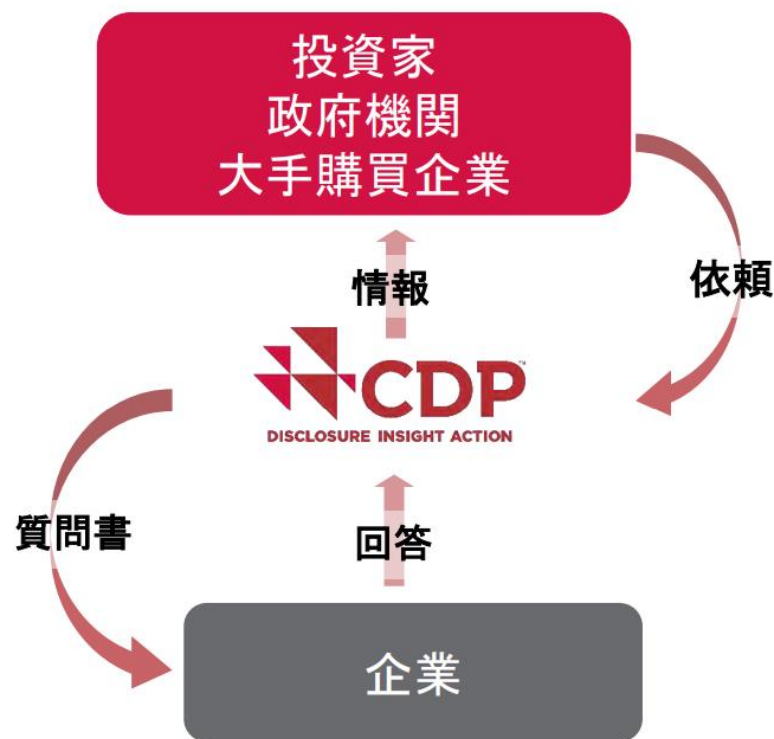 投資家
政府機関
大手購買企業
情報
依頼
CDP™
DISCLOSURE INSIGHT ACTION
質問書
回答
企業